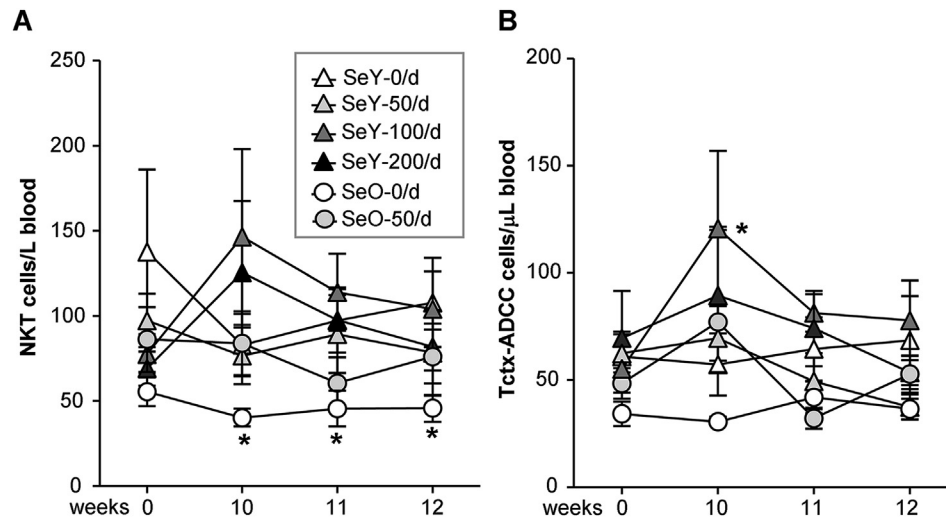 A
NKT cells/L blood
250
200
150
100
50
0
SeY-0/d
SeY-50/d
SeY-100/d
SeY-200/d
SeO-0/d
SeO-50/d
* * *
weeks 0 10 11 12
B
Tctx-ADCC cells/μL blood
200
150
100
50
0
*
weeks 0 10 11 12